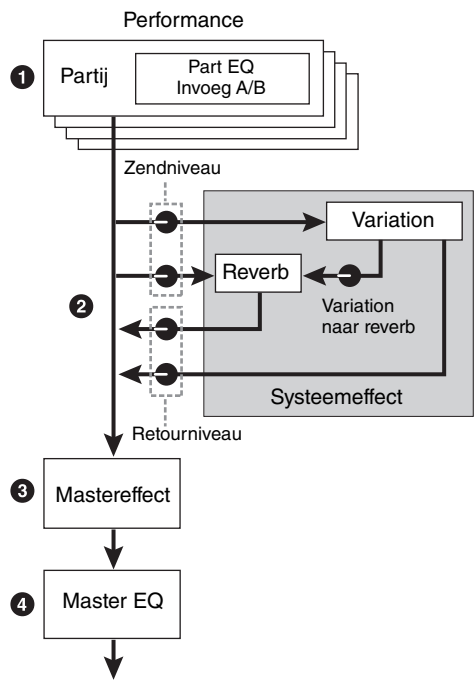 Performance
1
Partij
Part EQ
Invoeg A/B
Zendniveau
Variation
Reverb
2
Variation
naar reverb
Systeemeffect
Retourniveau
3
Mastereffect
4
Master EQ